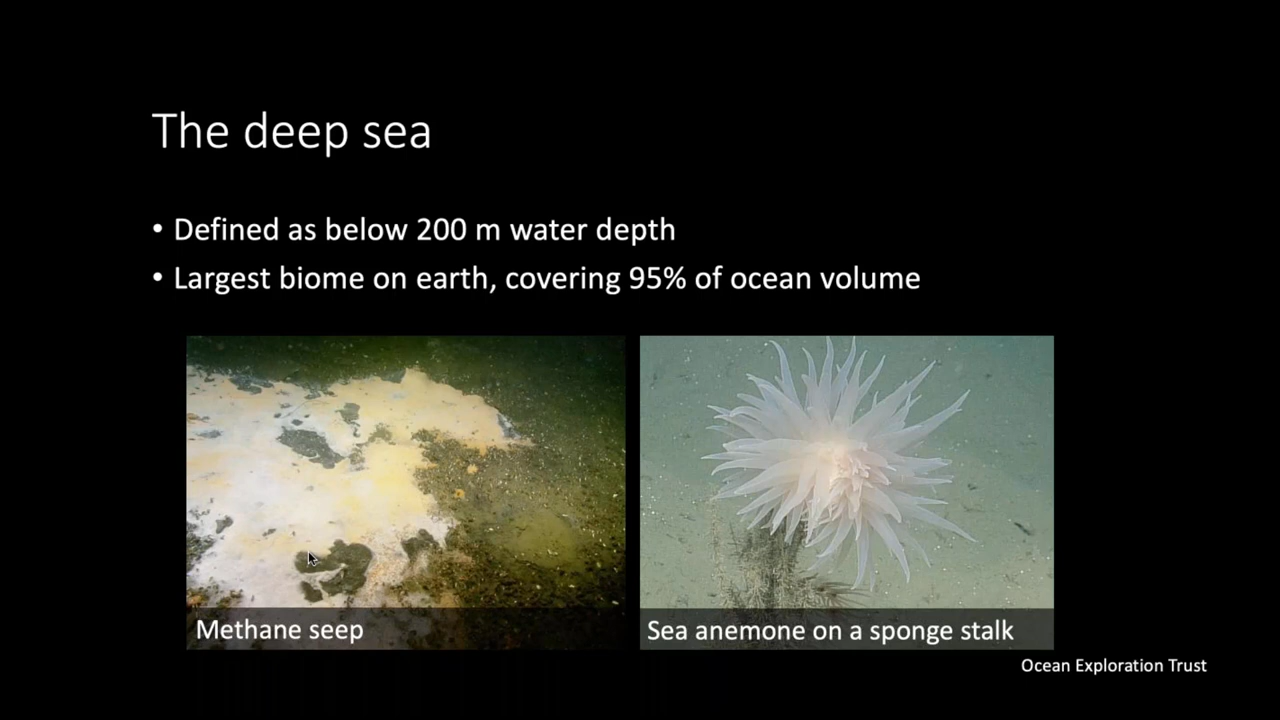 The deep sea
• Defined as below 200 m water depth
• Largest biome on earth, covering 95% of ocean volume
Methane seep
Sea anemone on a sponge stalk
Ocean Exploration Trust